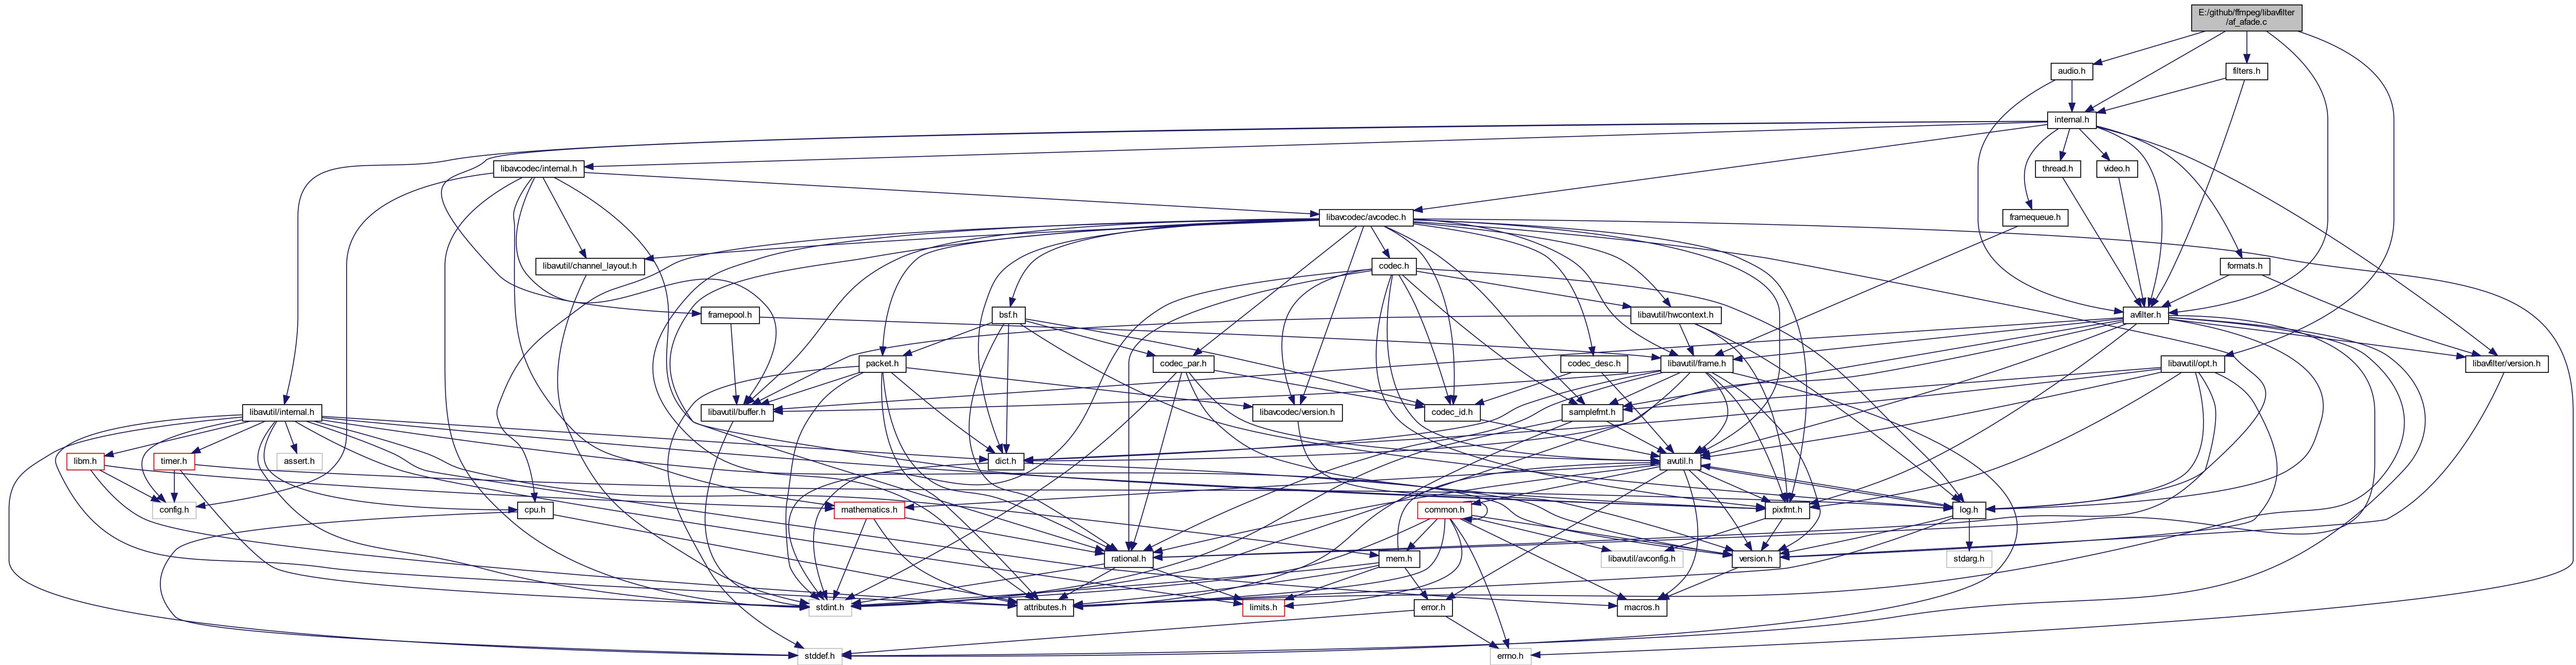 E:/github/ffmpeg/libavfilter
/af_afade.c
audio.h
filters.h
internal.h
libavcodec/internal.h
thread.h
video.h
libavcodec/avcodec.h
framequeue.h
libavutil/channel_layout.h
codec.h
formats.h
framepool.h
bsf.h
libavutil/hwcontext.h
avfilter.h
packet.h
codec_par.h
codec_desc.h
libavutil/frame.h
libavutil/opt.h
libavfilter/version.h
libavutil/internal.h
libavutil/buffer.h
libavcodec/version.h
codec_id.h
samplefmt.h
libm.h
timer.h
assert.h
dict.h
avutil.h
config.h
cpu.h
mathematics.h
common.h
pixfmt.h
log.h
rational.h
mem.h
libavutil/avconfig.h
version.h
stdarg.h
stdint.h
attributes.h
limits.h
error.h
macros.h
stddef.h
errno.h